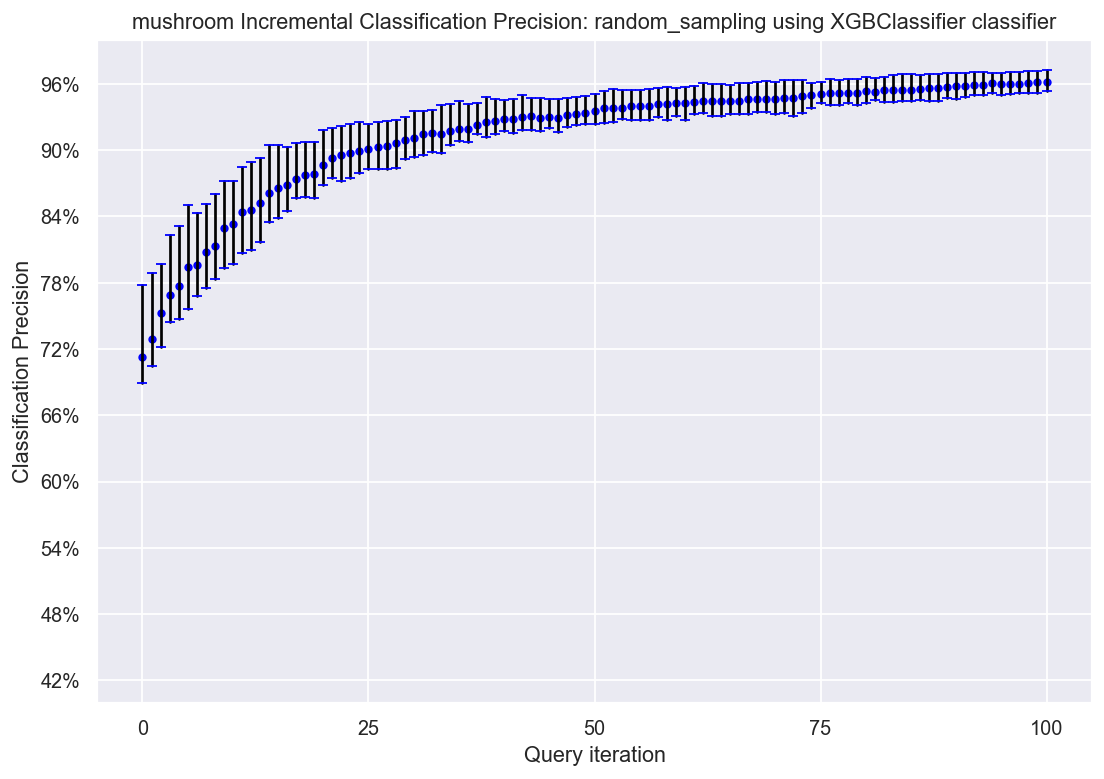 mushroom Incremental Classification Precision: random_sampling using XGBClassifier classifier
Classification Precision
96%
90%
84%
78%
72%
66%
60%
54%
48%
42%
0 25 50 75 100
Query iteration